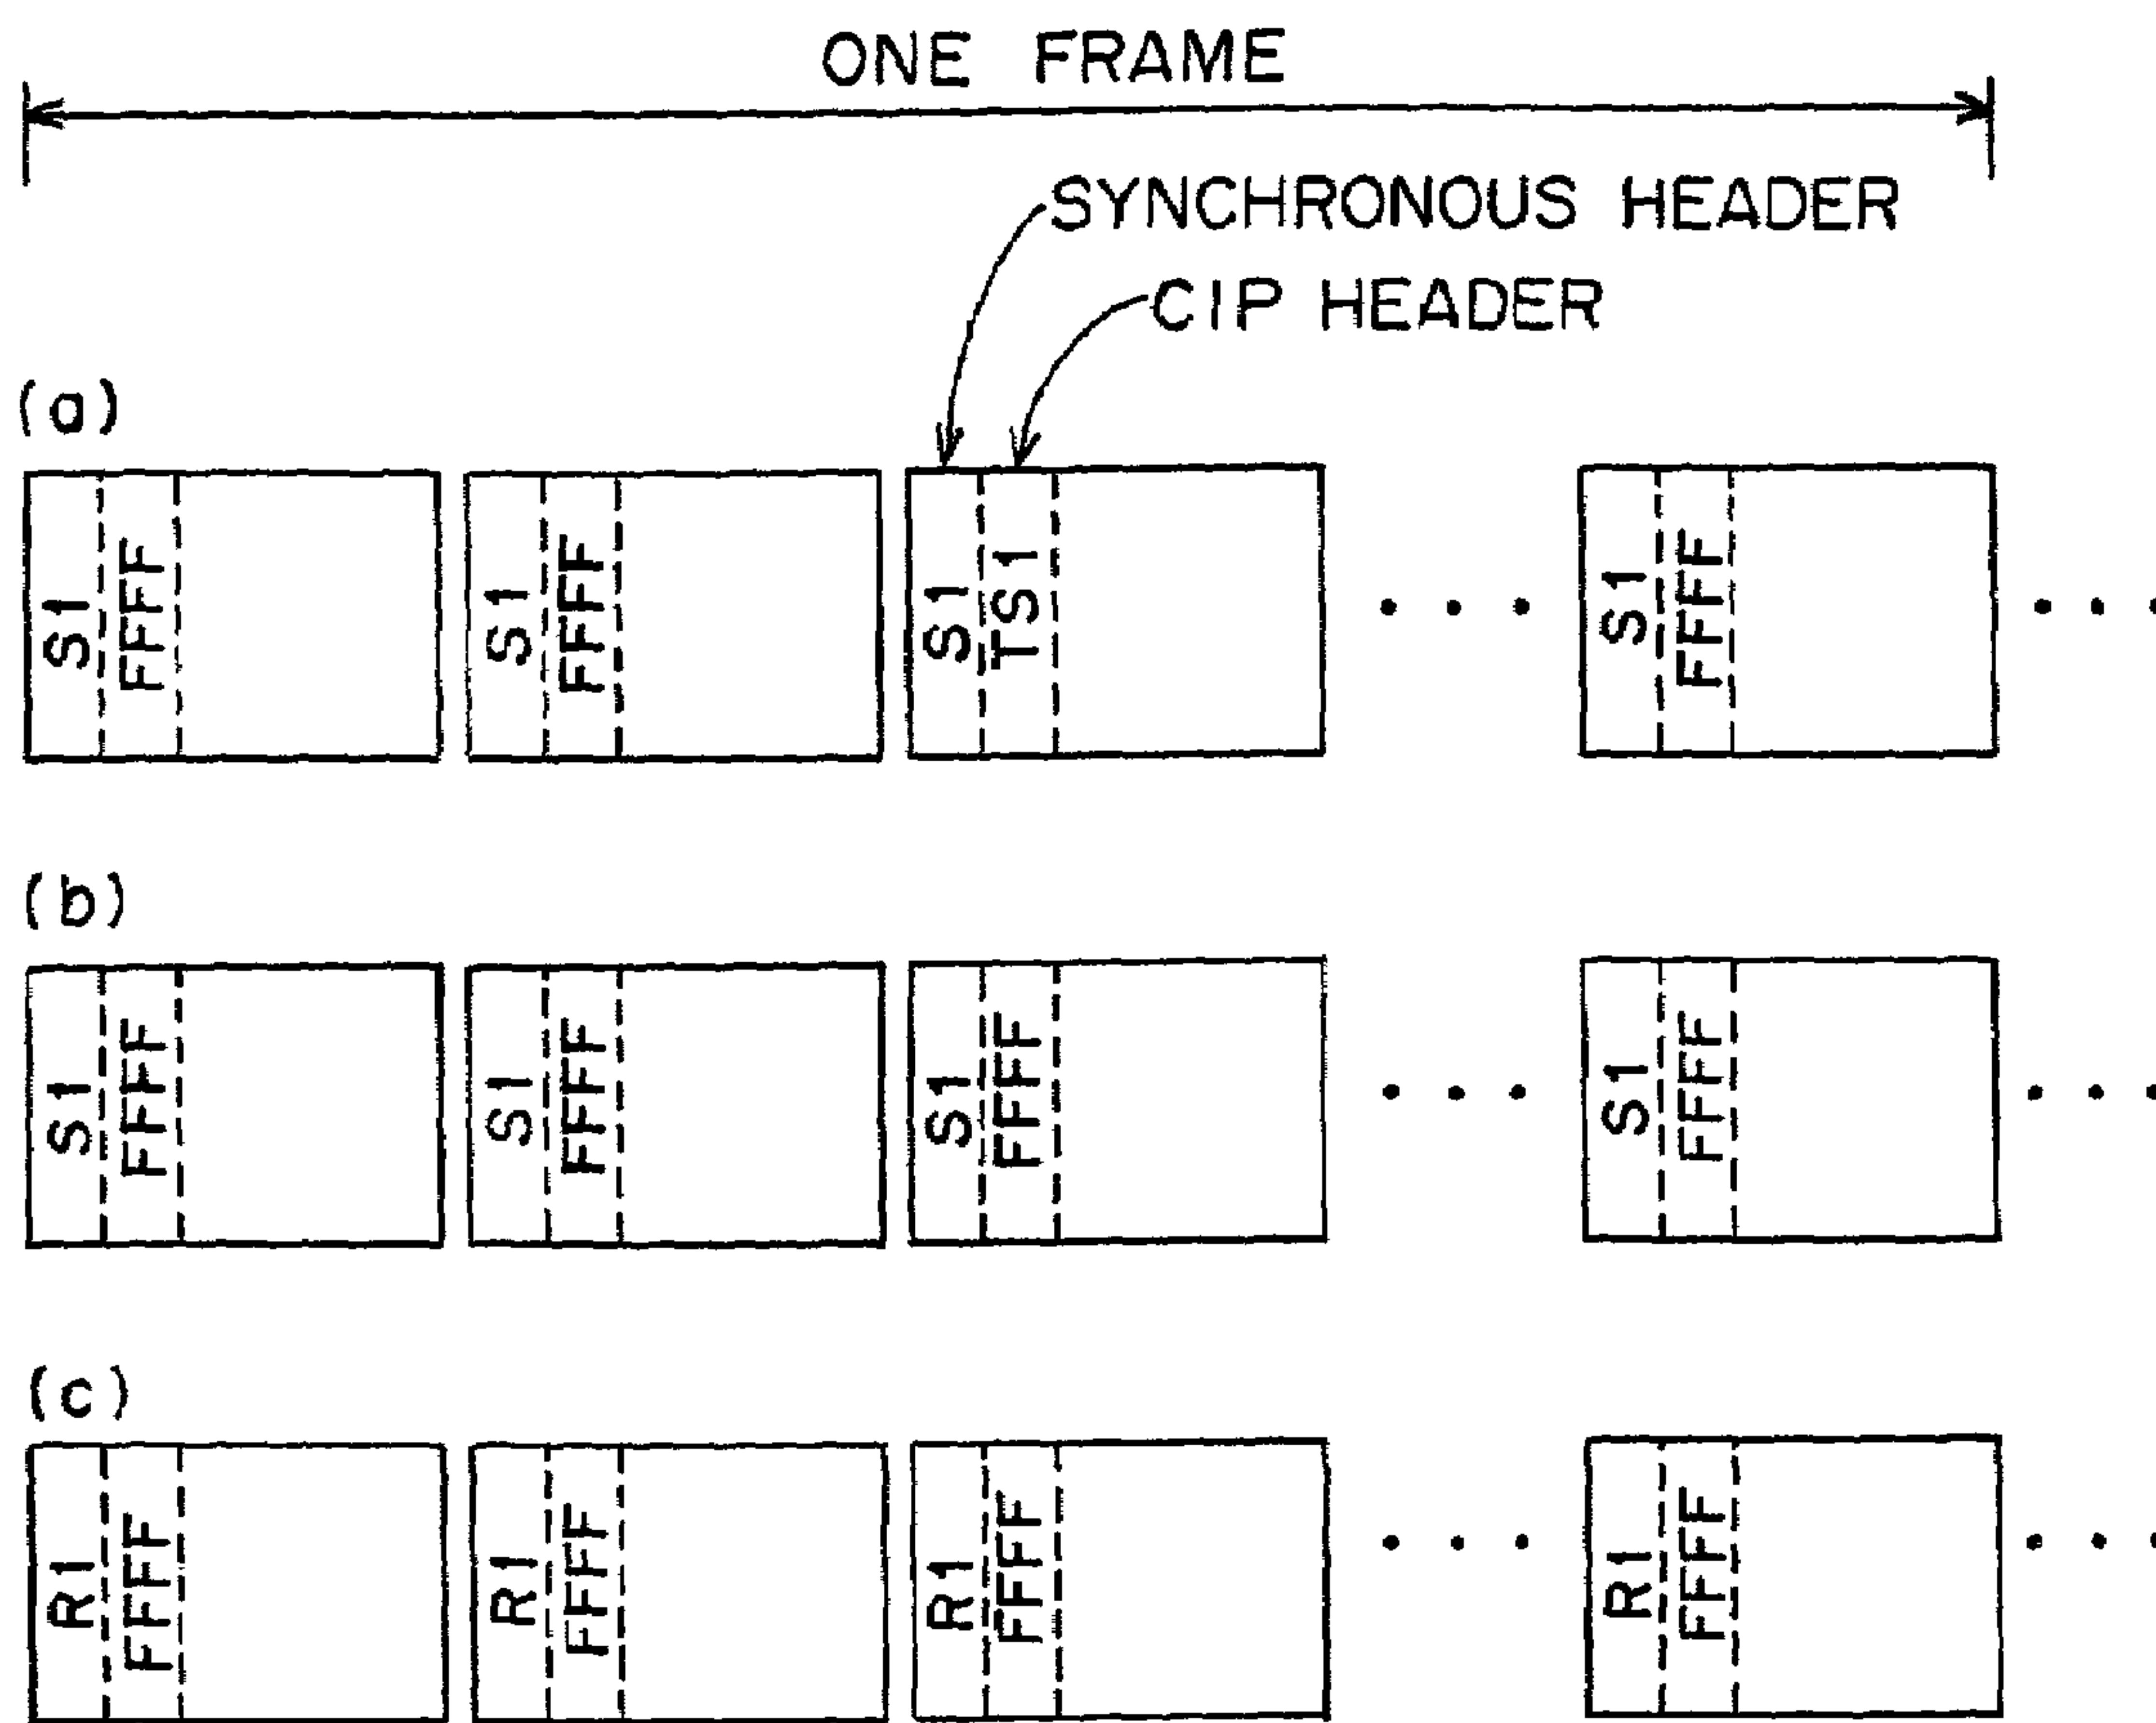 ONE FRAME
SYNCHRONOUS HEADER
CIP HEADER
(a)
S1 FFFF S1 FFFF S1 TS1 • • • S1 FFFF • • •
(b)
S1 FFFF S1 FFFF S1 FFFF • • • S1 FFFF • • •
(c)
R1 FFFF R1 FFFF R1 FFFF • • • R1 FFFF • • •